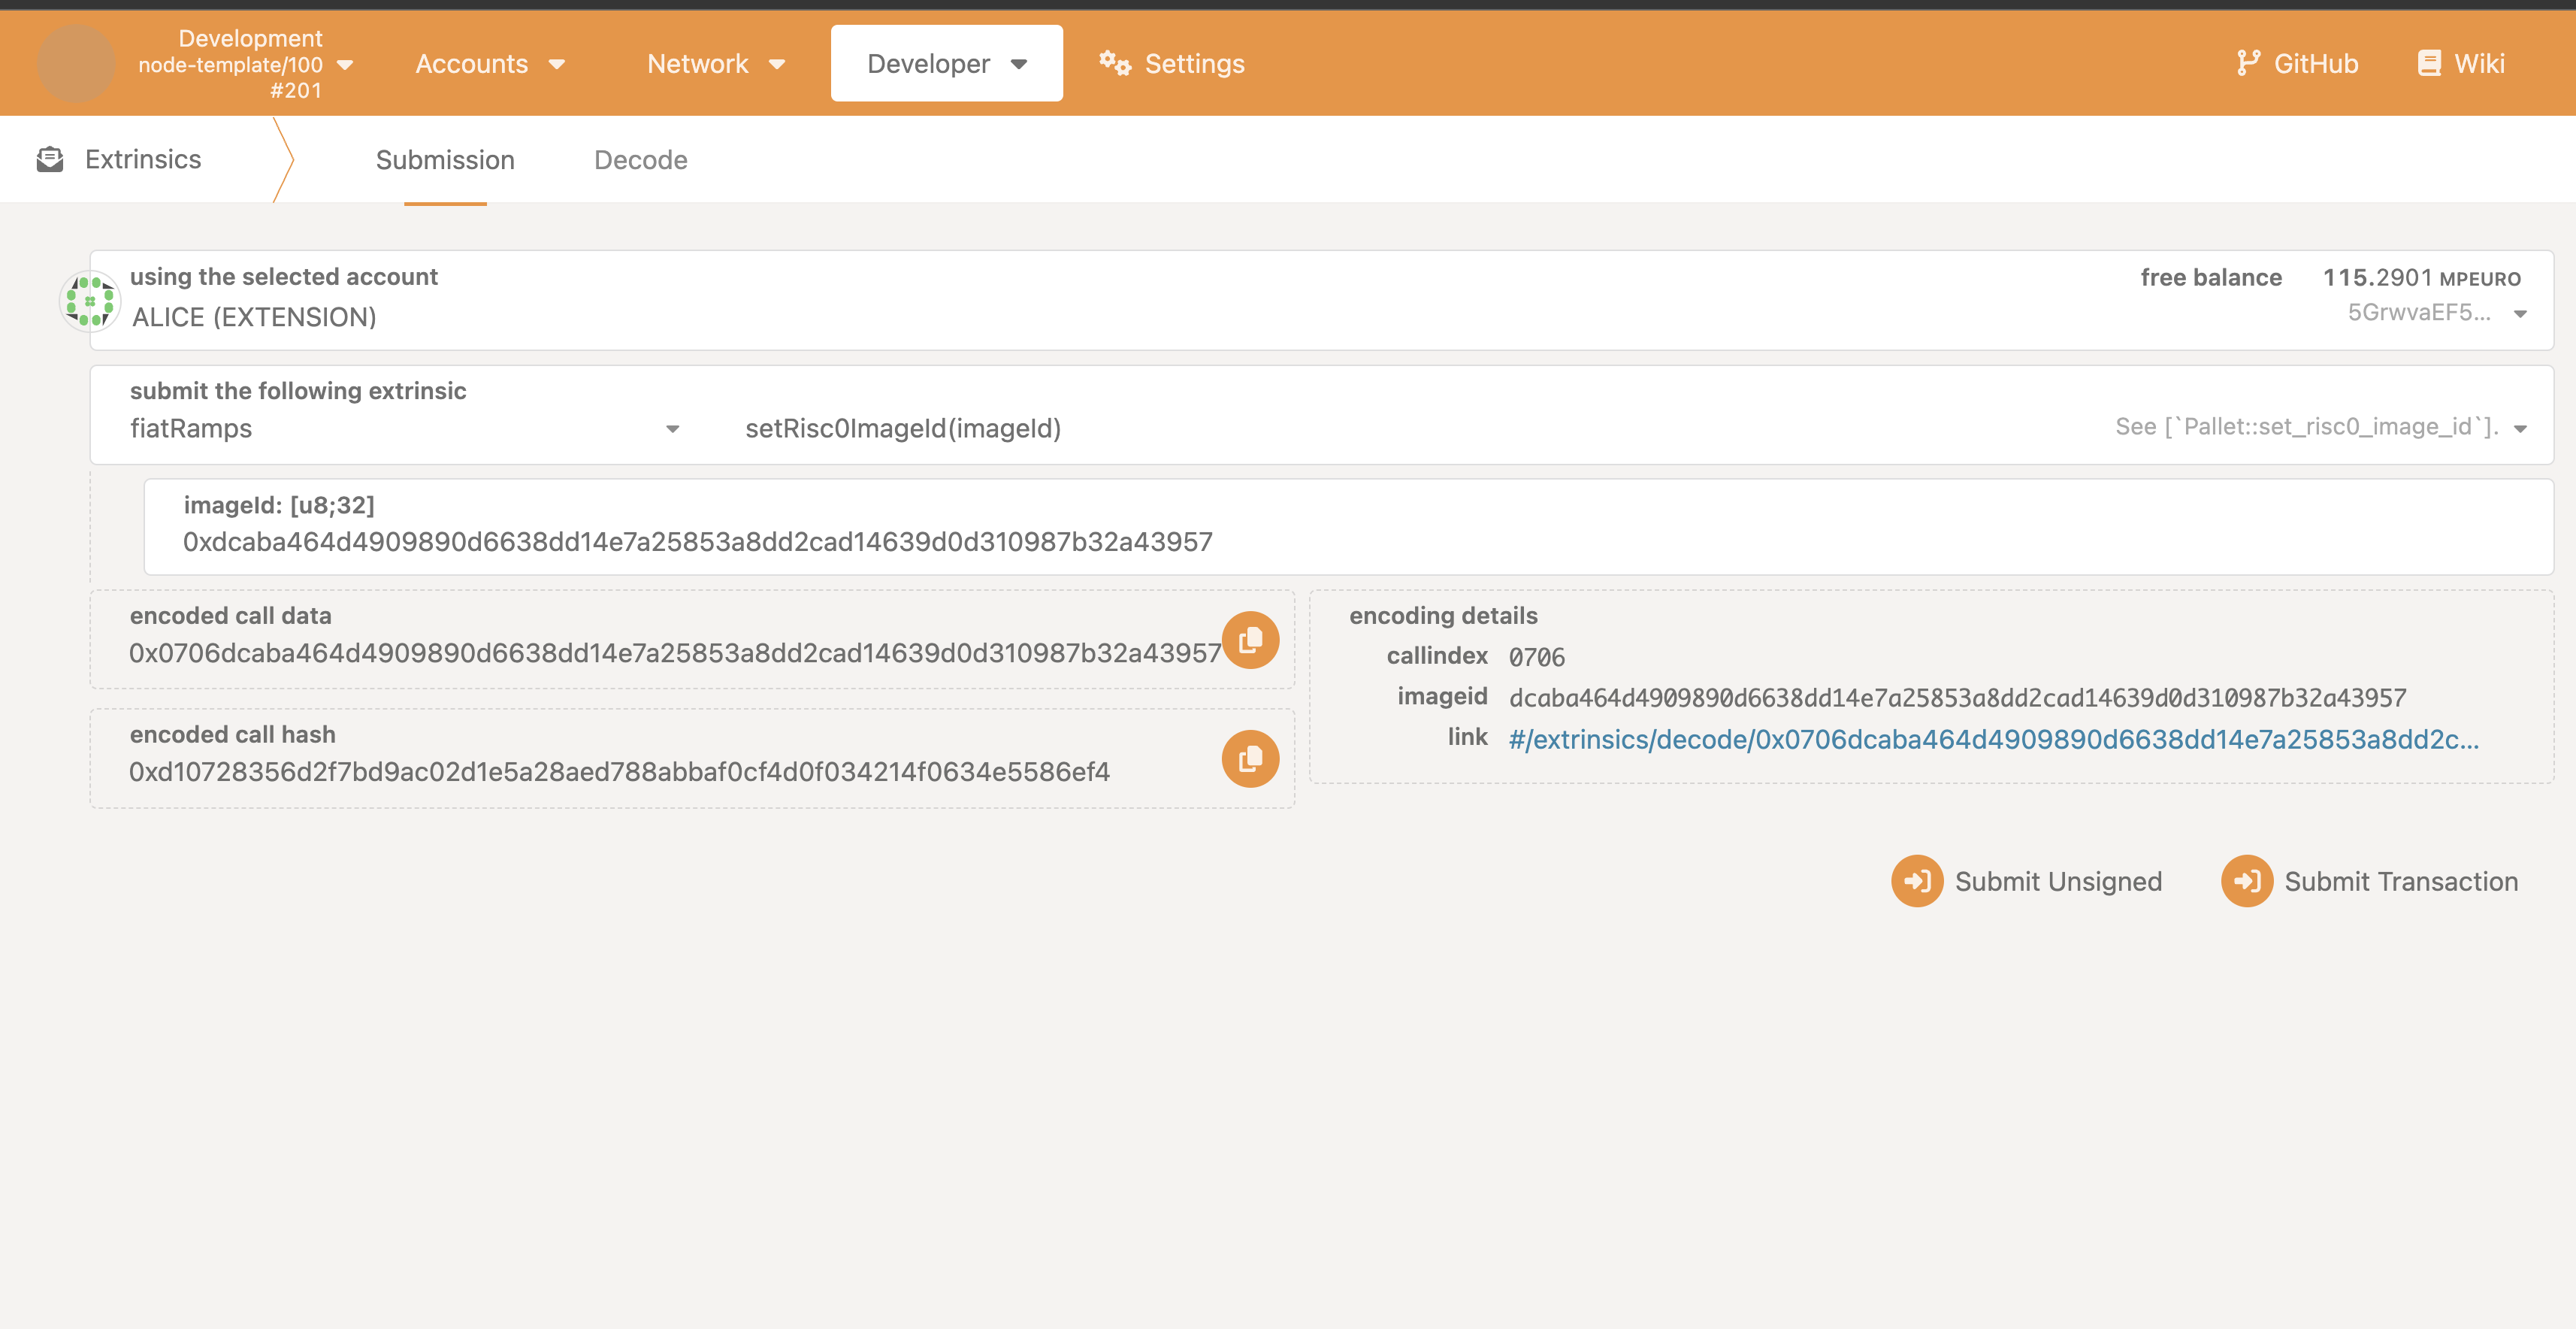 Development
node-template/100
#201
Accounts
Network
Developer
Settings
GitHub
Wiki
Extrinsics
Submission
Decode
using the selected account
ALICE (EXTENSION)
free balance 115.2901 MPEURO
5GrwvaEF5...
submit the following extrinsic
fiatRamps
setRisc0ImageId(imageId)
See [`Pallet::set_risc0_image_id`].
imageId: [u8;32]
0xdcaba464d4909890d6638dd14e7a25853a8dd2cad14639d0d310987b32a43957
encoded call data
0x0706dcaba464d4909890d6638dd14e7a25853a8dd2cad14639d0d310987b32a43957
encoded call hash
0xd10728356d2f7bd9ac02d1e5a28aed788abbaf0cf4d0f034214f0634e5586ef4
encoding details
callindex 0706
imageid dcaba464d4909890d6638dd14e7a25853a8dd2cad14639d0d310987b32a43957
link #/extrinsics/decode/0x0706dcaba464d4909890d6638dd14e7a25853a8dd2c...
Submit Unsigned
Submit Transaction